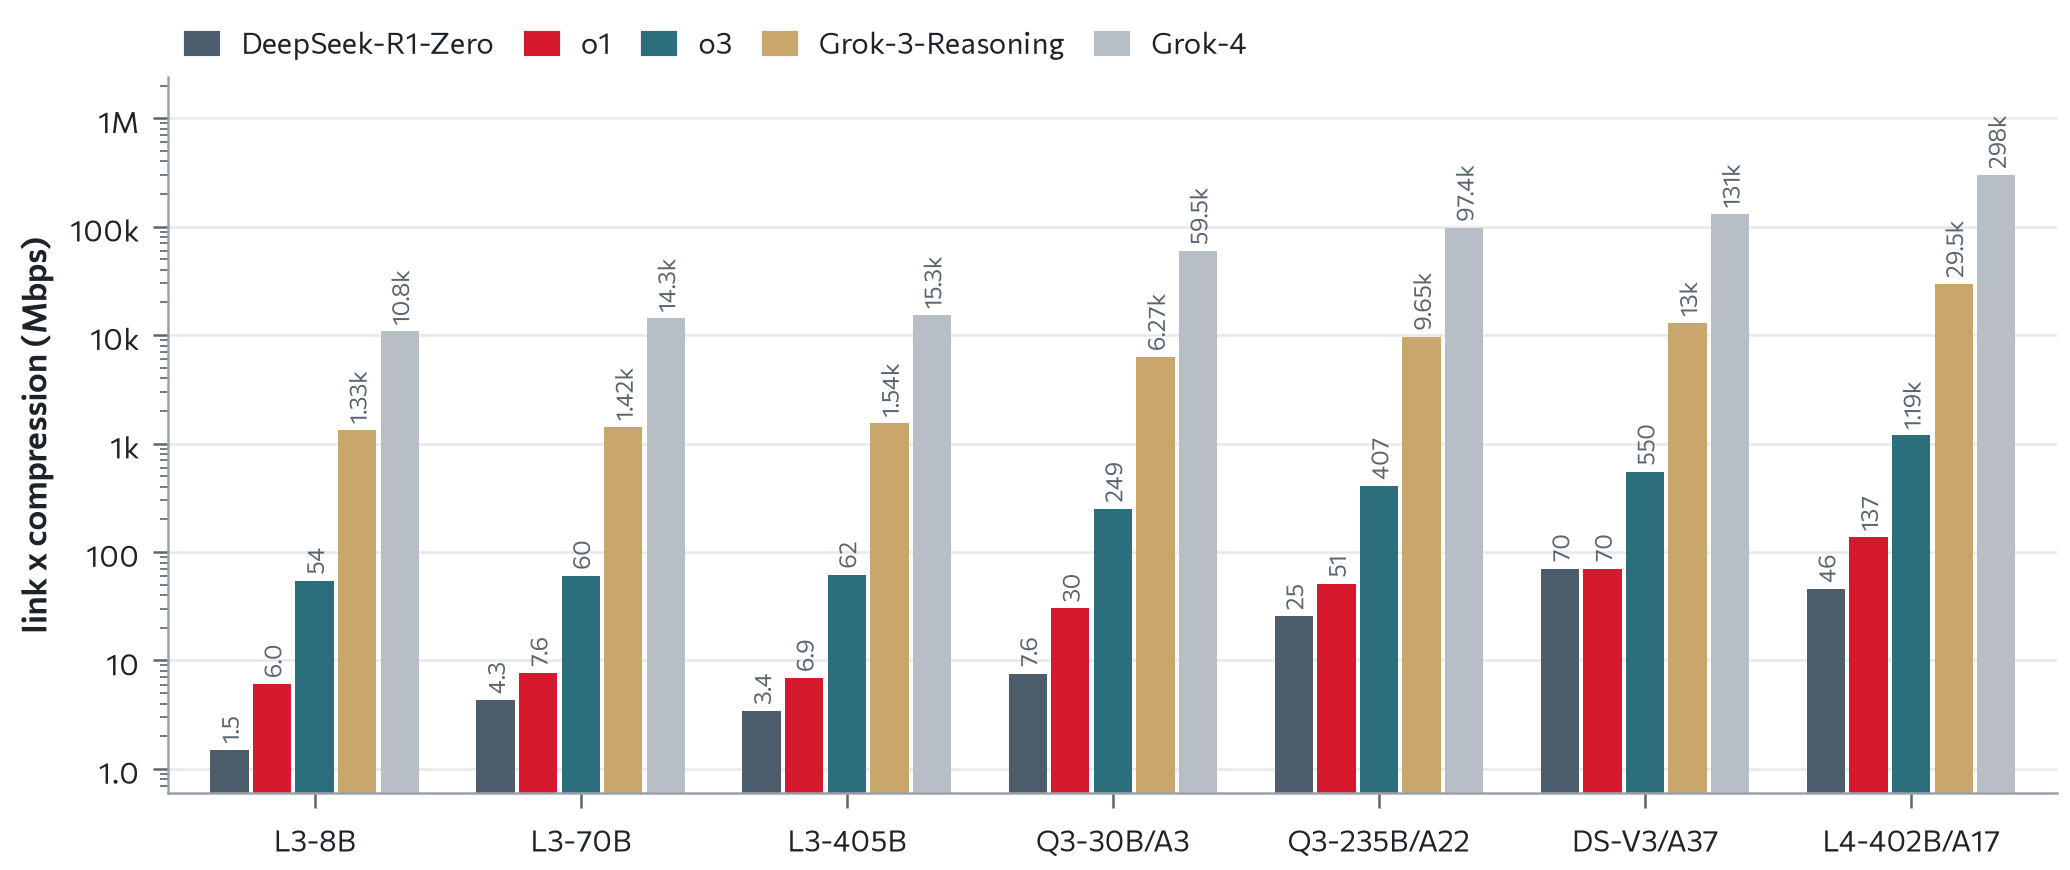 DeepSeek-R1-Zero o1 o3 Grok-3-Reasoning Grok-4
link x compression (Mbps)
1M
100k
10k
1k
100
10
1.0
1.5 6.0 54 1.33k 10.8k
4.3 7.6 60 1.42k 14.3k
3.4 6.9 62 1.54k 15.3k
7.6 30 249 6.27k 59.5k
25 51 407 9.65k 97.4k
70 70 550 13k 131k
46 137 1.19k 29.5k 298k
L3-8B L3-70B L3-405B Q3-30B/A3 Q3-235B/A22 DS-V3/A37 L4-402B/A17